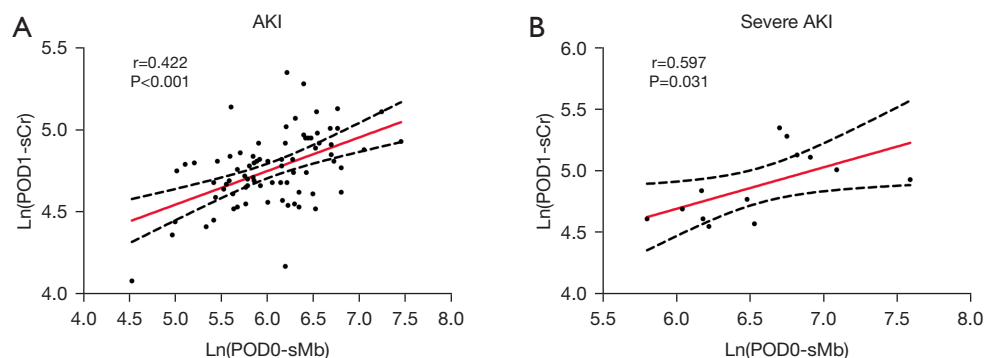 A
AKI
r=0.422
P<0.001
5.5
5.0
4.5
4.0
Ln(POD1-sCr)
4.0 4.5 5.0 5.5 6.0 6.5 7.0 7.5 8.0
Ln(POD0-sMb)
B
Severe AKI
r=0.597
P=0.031
6.0
5.5
5.0
4.5
4.0
Ln(POD1-sCr)
5.5 6.0 6.5 7.0 7.5 8.0
Ln(POD0-sMb)